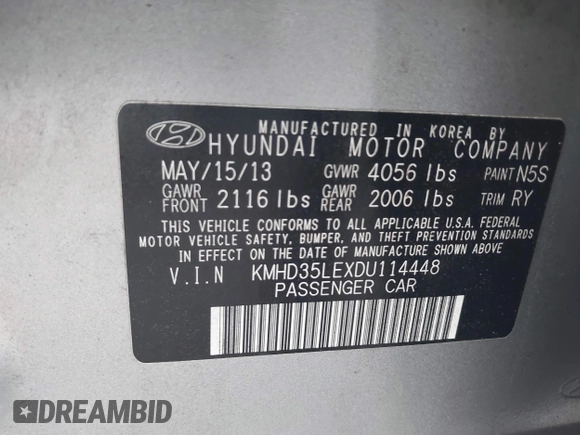 MANUFACTURED IN KOREA BY
HYUNDAI MOTOR COMPANY
MAY/15/13 GVWR 4056 lbs PAINT N5S
GAWR FRONT 2116 lbs GAWR REAR 2006 lbs TRIM RY
THIS VEHICLE CONFORMS TO ALL APPLICABLE U.S.A. FEDERAL
MOTOR VEHICLE SAFETY, BUMPER, AND THEFT PREVENTION STANDARDS
IN EFFECT ON THE DATE OF MANUFACTURE SHOWN ABOVE.
V.I.N KMHD35LEXDU114448
PASSENGER CAR
DREAMBID